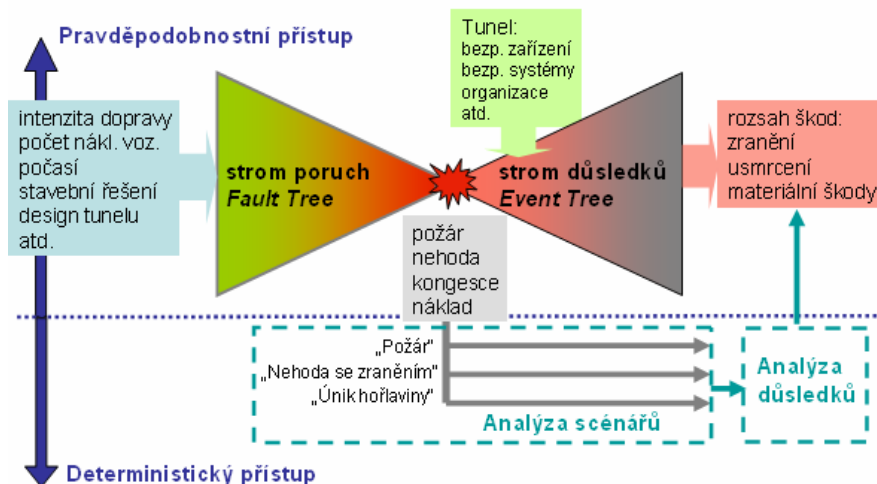 Pravděpodobnostní přístup
Tunel:
bezp. zařízení
bezp. systémy
organizace
atd.
intenzita dopravy
počet nákl. voz.
počasí
stavební řešení
design tunelu
atd.
strom poruch
Fault Tree
strom důsledků
Event Tree
rozsah škod:
zranění
usmrcení
materiální škody
požár
nehoda
kongesce
náklad
„Požár"
„Nehoda se zraněním"
„Únik hořlaviny"
Analýza scénářů
Analýza
důsledků
Deterministický přístup